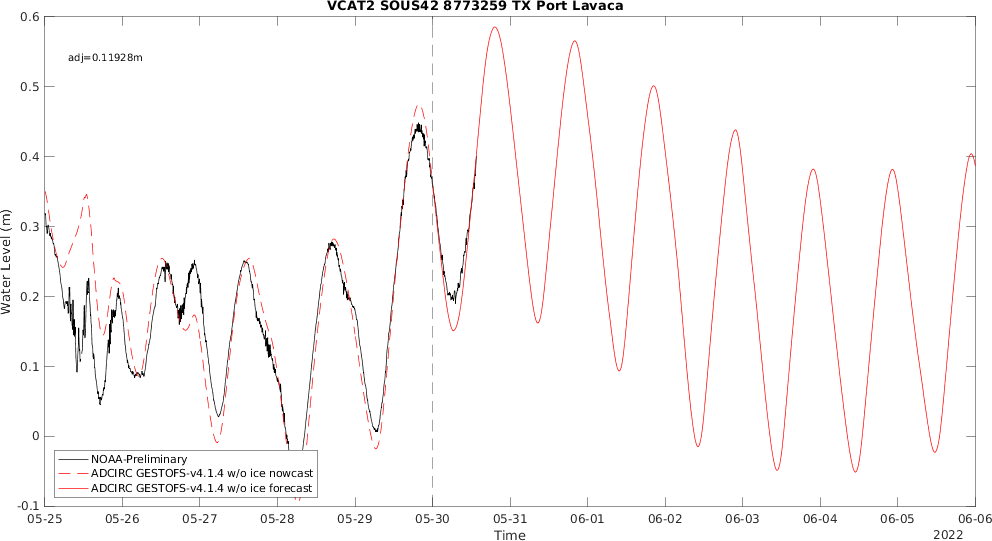 VCAT2 SOUS42 8773259 TX Port Lavaca
adj=0.11928m
Water Level (m)
0.6
0.5
0.4
0.3
0.2
0.1
0
-0.1
NOAA-Preliminary
ADCIRC GESTOFS-v4.1.4 w/o ice nowcast
ADCIRC GESTOFS-v4.1.4 w/o ice forecast
05-25 05-26 05-27 05-28 05-29 05-30 05-31 06-01 06-02 06-03 06-04 06-05 06-06
Time
2022